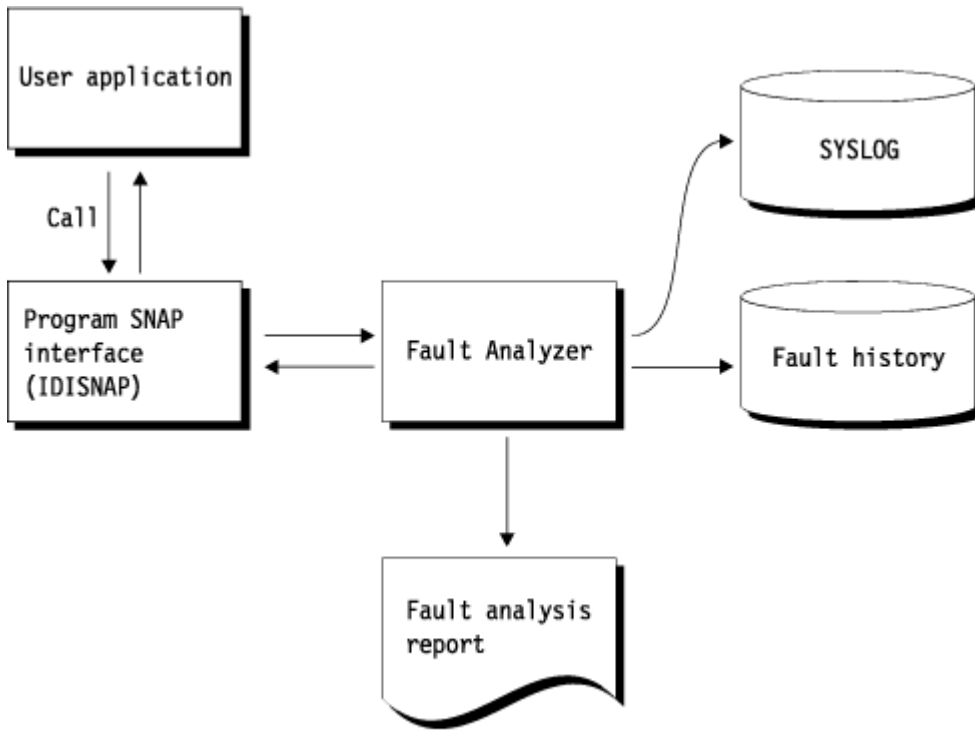 User application
Call
Program SNAP
interface
(IDISNAP)
Fault Analyzer
SYSLOG
Fault history
Fault analysis
report